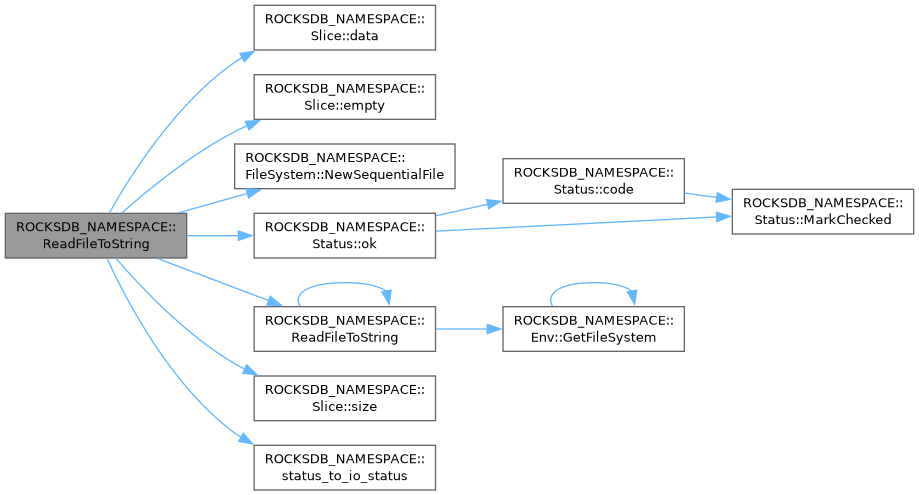 ROCKSDB_NAMESPACE::
ReadFileToString
ROCKSDB_NAMESPACE::
Slice::data
ROCKSDB_NAMESPACE::
Slice::empty
ROCKSDB_NAMESPACE::
FileSystem::NewSequentialFile
ROCKSDB_NAMESPACE::
Status::ok
ROCKSDB_NAMESPACE::
Status::code
ROCKSDB_NAMESPACE::
Status::MarkChecked
ROCKSDB_NAMESPACE::
ReadFileToString
ROCKSDB_NAMESPACE::
Env::GetFileSystem
ROCKSDB_NAMESPACE::
Slice::size
ROCKSDB_NAMESPACE::
status_to_io_status